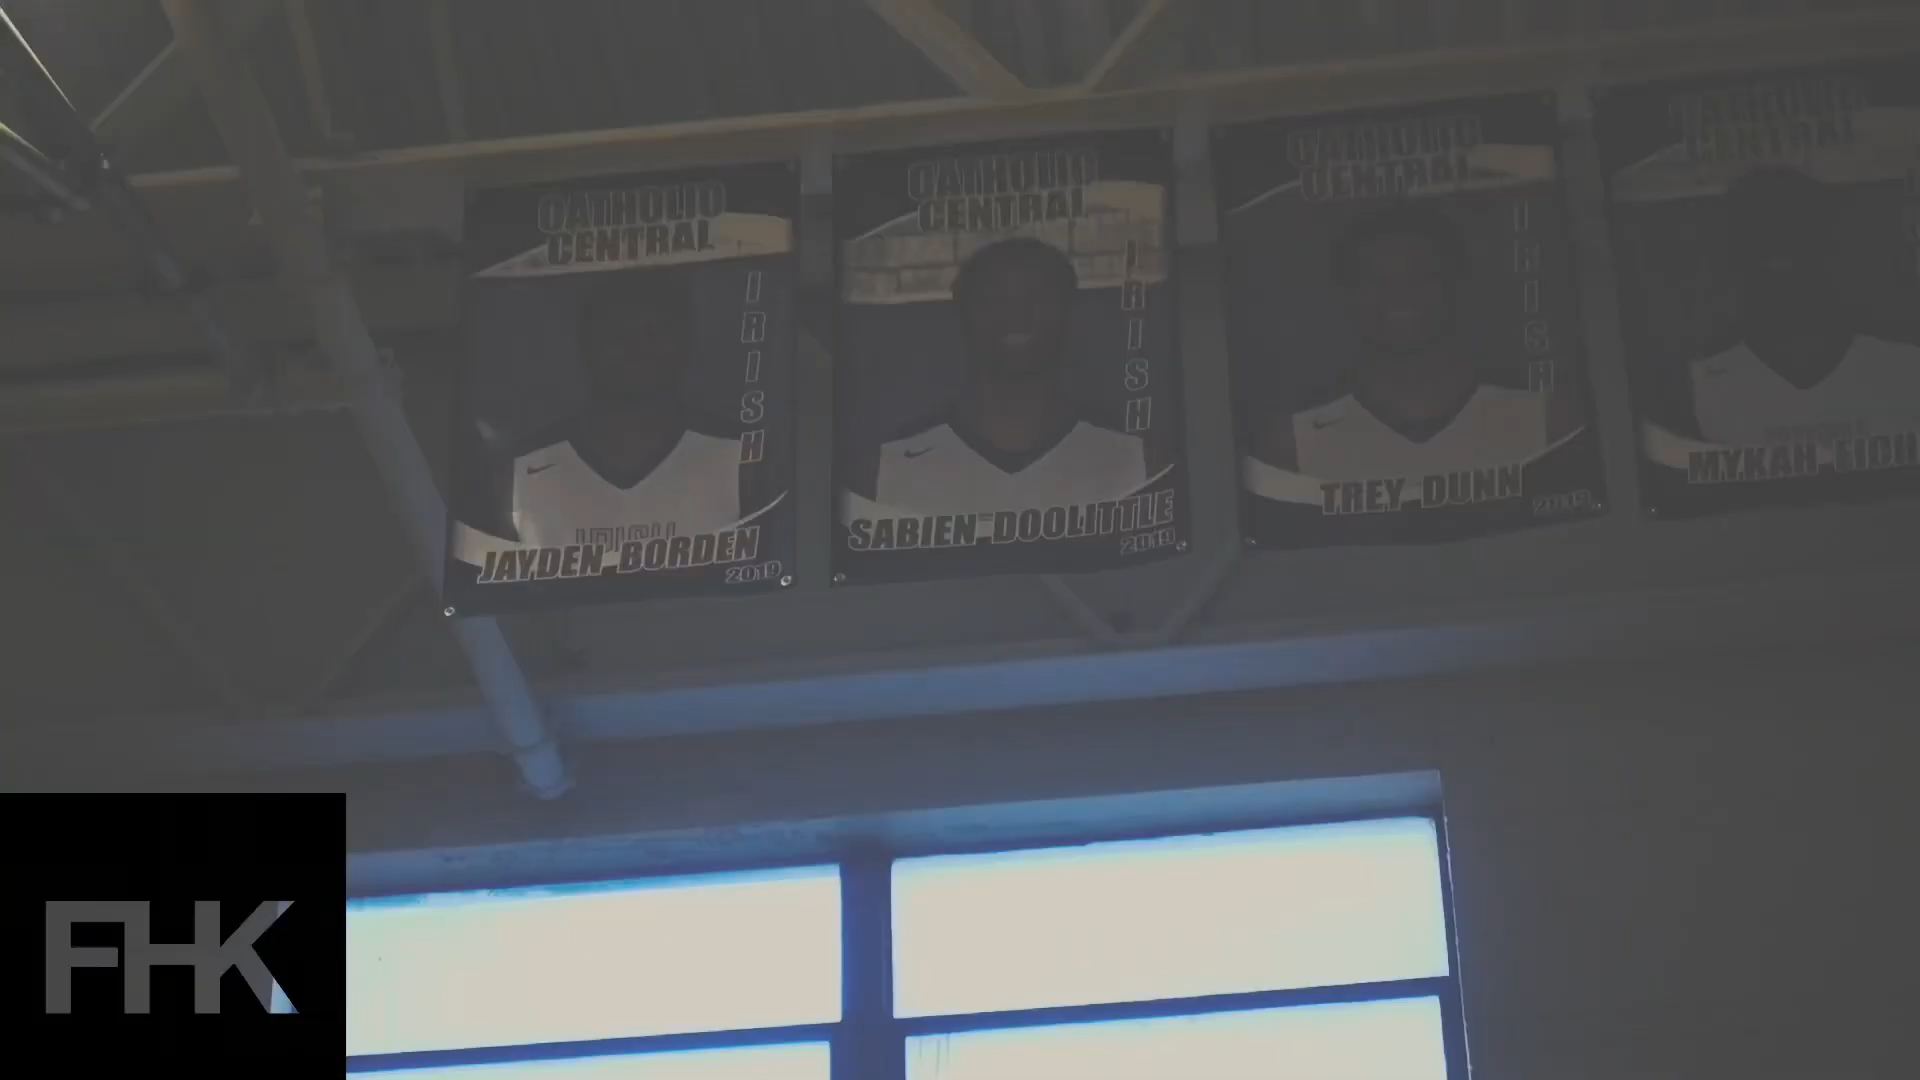 CATHOLIC
CENTRAL
IRISH
IRISH
JAYDEN BORDEN
2019
CATHOLIC
CENTRAL
IRISH
SABIEN DOOLITTLE
2019
CATHOLIC
CENTRAL
IRISH
TREY DUNN
CATHOLIC
CENTRAL
FHK